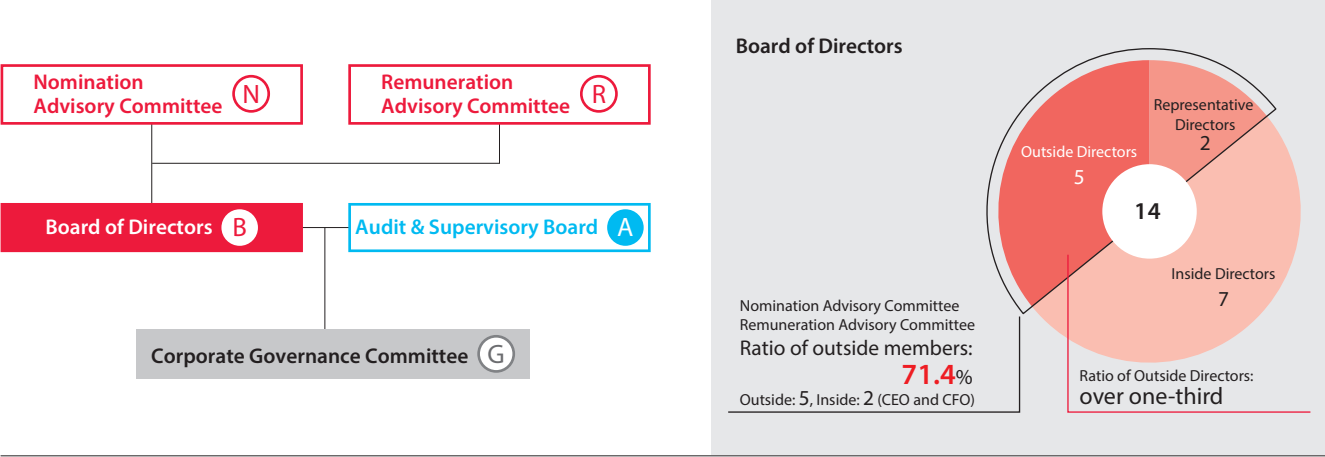 Nomination
Advisory Committee
N
Remuneration
Advisory Committee
R
Board of Directors
B
Audit & Supervisory Board
A
Corporate Governance Committee
G
Board of Directors
Representative
Directors
2
Outside Directors
5
14
Inside Directors
7
Nomination Advisory Committee
Remuneration Advisory Committee
Ratio of outside members:
71.4%
Outside: 5, Inside: 2 (CEO and CFO)
Ratio of Outside Directors:
over one-third